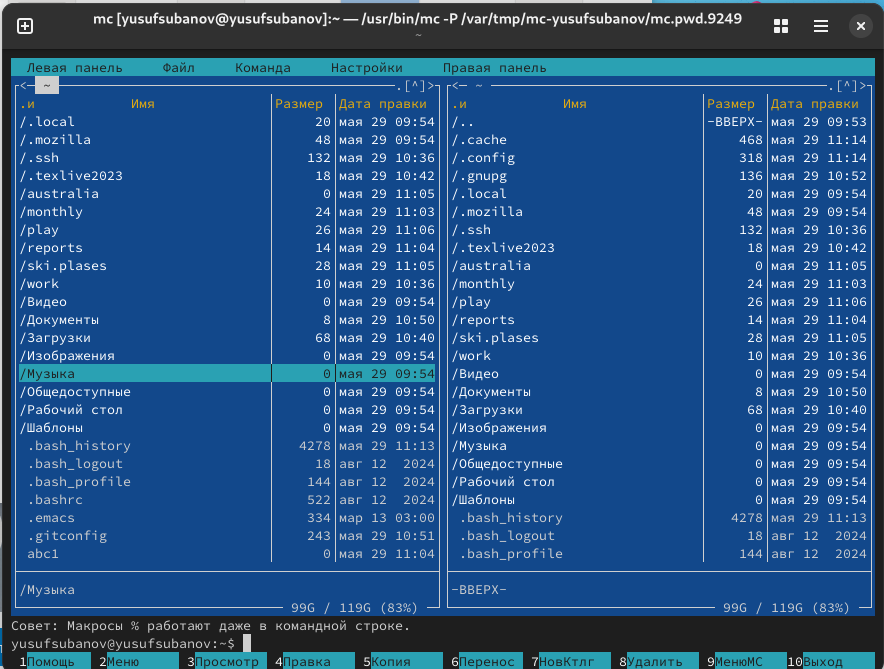 mc [yusufsubanov@yusufsubanov]:~ — /usr/bin/mc -P /var/tmp/mc-yusufsubanov/mc.pwd.9249
~
Левая панель Файл Команда Настройки Правая панель
<— ~ .[^]> <— ~ .[^]>
.и Имя Размер Дата правки .и Имя Размер Дата правки
/.local 20 мая 29 09:54 /.. -ВВЕРХ- мая 29 09:53
/.mozilla 48 мая 29 09:54 /.cache 468 мая 29 11:14
/.ssh 132 мая 29 10:36 /.config 318 мая 29 11:14
/.texlive2023 18 мая 29 10:42 /.gnupg 136 мая 29 10:52
/australia 0 мая 29 11:05 /.local 20 мая 29 09:54
/monthly 24 мая 29 11:03 /.mozilla 48 мая 29 09:54
/play 26 мая 29 11:06 /.ssh 132 мая 29 10:36
/reports 14 мая 29 11:04 /.texlive2023 18 мая 29 10:42
/ski.plases 28 мая 29 11:05 /australia 0 мая 29 11:05
/work 10 мая 29 10:36 /monthly 24 мая 29 11:03
/Видео 0 мая 29 09:54 /play 26 мая 29 11:06
/Документы 8 мая 29 10:50 /reports 14 мая 29 11:04
/Загрузки 68 мая 29 10:40 /ski.plases 28 мая 29 11:05
/Изображения 0 мая 29 09:54 /work 10 мая 29 10:36
/Музыка 0 мая 29 09:54 /Видео 0 мая 29 09:54
/Общедоступные 0 мая 29 09:54 /Документы 8 мая 29 10:50
/Рабочий стол 0 мая 29 09:54 /Загрузки 68 мая 29 10:40
/Шаблоны 0 мая 29 09:54 /Изображения 0 мая 29 09:54
.bash_history 4278 мая 29 11:13 /Музыка 0 мая 29 09:54
.bash_logout 18 авг 12 2024 /Общедоступные 0 мая 29 09:54
.bash_profile 144 авг 12 2024 /Рабочий стол 0 мая 29 09:54
.bashrc 522 авг 12 2024 /Шаблоны 0 мая 29 09:54
.emacs 334 мар 13 03:00 .bash_history 4278 мая 29 11:13
.gitconfig 243 мая 29 10:51 .bash_logout 18 авг 12 2024
abc1 0 мая 29 11:04 .bash_profile 144 авг 12 2024
/Музыка -ВВЕРХ-
99G / 119G (83%) 99G / 119G (83%)
Совет: Макросы % работают даже в командной строке.
yusufsubanov@yusufsubanov:~$
1Помощь 2Меню 3Просмотр 4Правка 5Копия 6Перенос 7НовКтлг 8Удалить 9МенюMC 10Выход